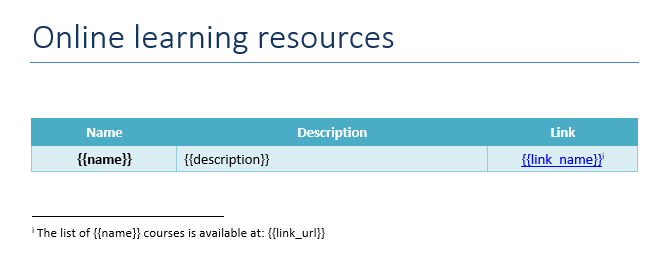 Online learning resources
Name Description Link
{{name}} {{description}} {{link_name}}i
i The list of {{name}} courses is available at: {{link_url}}